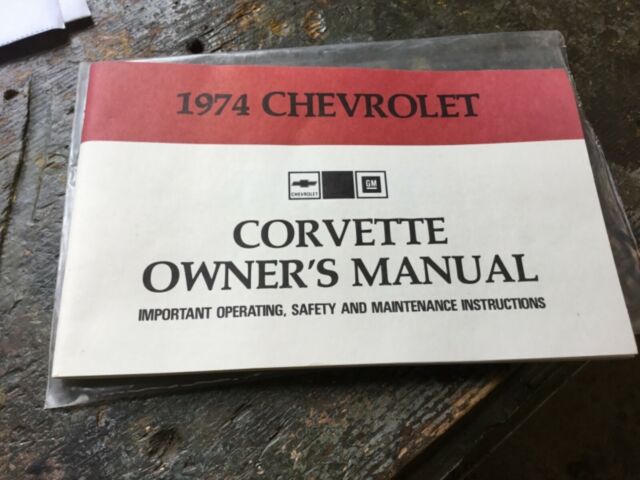 1974 CHEVROLET
CHEVROLET
GM
CORVETTE
OWNER'S MANUAL
IMPORTANT OPERATING, SAFETY AND MAINTENANCE INSTRUCTIONS